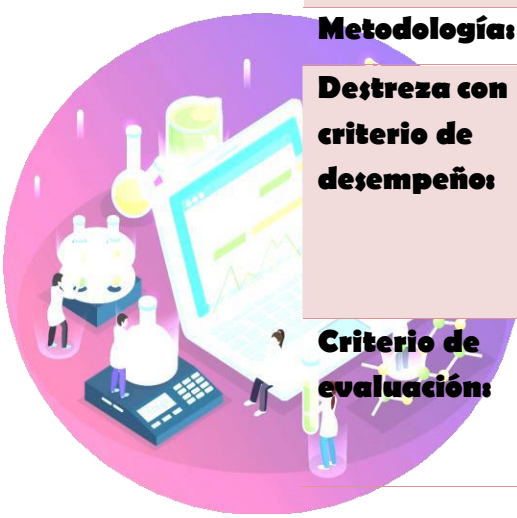 Metodología:
Destreza con
criterio de
desempeño:
Criterio de
evaluación: